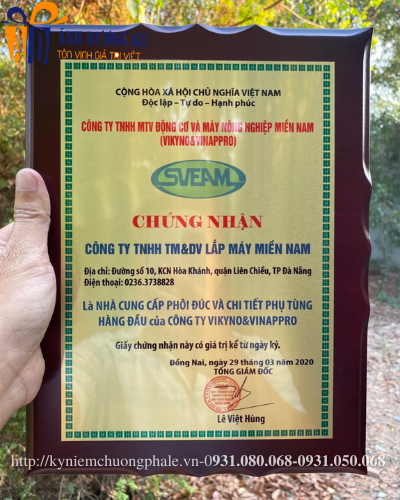 ÁNH DƯƠNG GN
TÔN VINH GIÁ TRỊ VIỆT
CỘNG HÒA XÃ HỘI CHỦ NGHĨA VIỆT NAM
Độc lập – Tự do – Hạnh phúc
CÔNG TY TNHH MTV ĐỘNG CƠ VÀ MÁY NÔNG NGHIỆP MIỀN NAM
(VIKYNO&VINAPPRO)
SVEAM
CHỨNG NHẬN
CÔNG TY TNHH TM&DV LẮP MÁY MIỀN NAM
Địa chỉ: Đường số 10, KCN Hòa Khánh, quận Liên Chiểu, TP Đà Nẵng
Điện thoại: 0236.3738828
Là NHÀ CUNG CẤP PHÔI ĐÚC VÀ CHI TIẾT PHỤ TÙNG
HÀNG ĐẦU của CÔNG TY VIKYNO&VINAPPRO
Giấy chứng nhận này có giá trị kể từ ngày ký.
Đồng Nai, ngày 29 tháng 03 năm 2020
TỔNG GIÁM ĐỐC
Lê Việt Hùng
http://kyniemchuongphale.vn-0931.080.068-0931.050.068